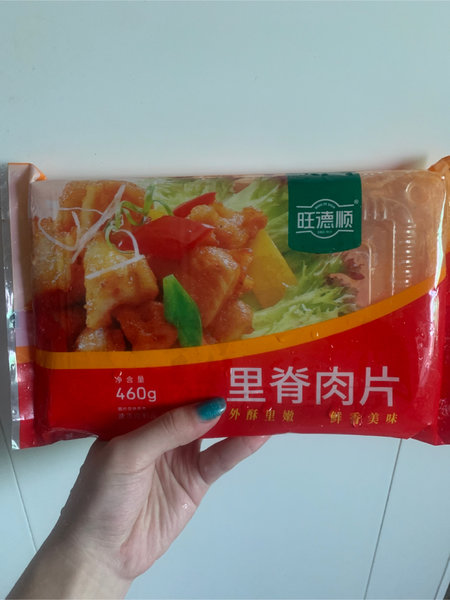 旺德顺
®
净含量
460g
里脊肉片
外酥里嫩 鲜香美味